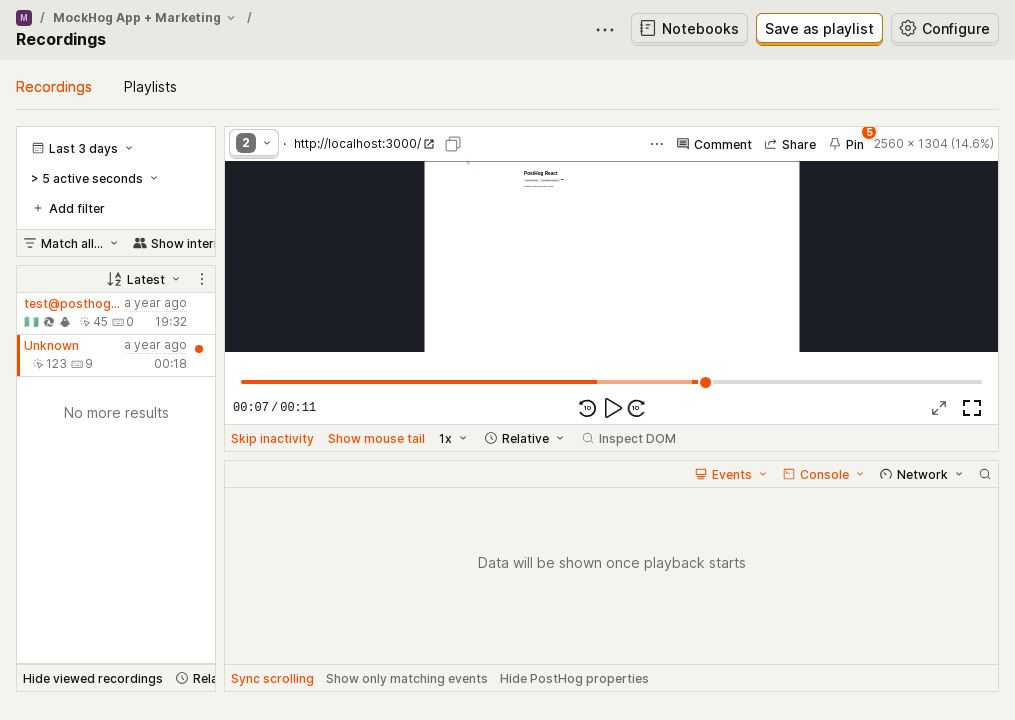 M / MockHog App + Marketing /
Recordings
Notebooks
Save as playlist
Configure
Recordings
Playlists
Last 3 days
> 5 active seconds
Add filter
Match all...
Show interr
Latest
test@posthog...
a year ago
45
0
19:32
Unknown
a year ago
123
9
00:18
No more results
Hide viewed recordings
Rela
2
· http://localhost:3000/
Comment
Share
Pin
5
2560 × 1304 (14.6%)
PostHog React
00:07 / 00:11
10
10
Skip inactivity
Show mouse tail
1x
Relative
Inspect DOM
Events
Console
Network
Data will be shown once playback starts
Sync scrolling
Show only matching events
Hide PostHog properties